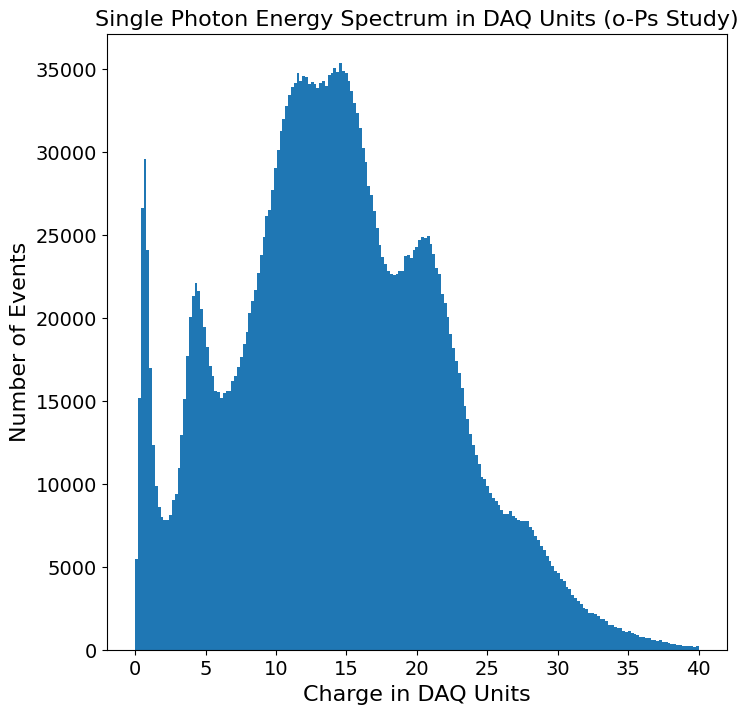 Single Photon Energy Spectrum in DAQ Units (o-Ps Study)
Number of Events
35000
30000
25000
20000
15000
10000
5000
0
0 5 10 15 20 25 30 35 40
Charge in DAQ Units